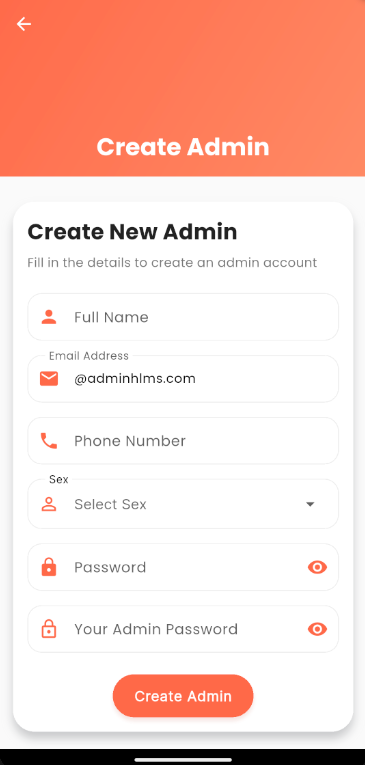 Create Admin
Create New Admin
Fill in the details to create an admin account
Full Name
Email Address
@adminhlms.com
Phone Number
Sex
Select Sex
Password
Your Admin Password
Create Admin